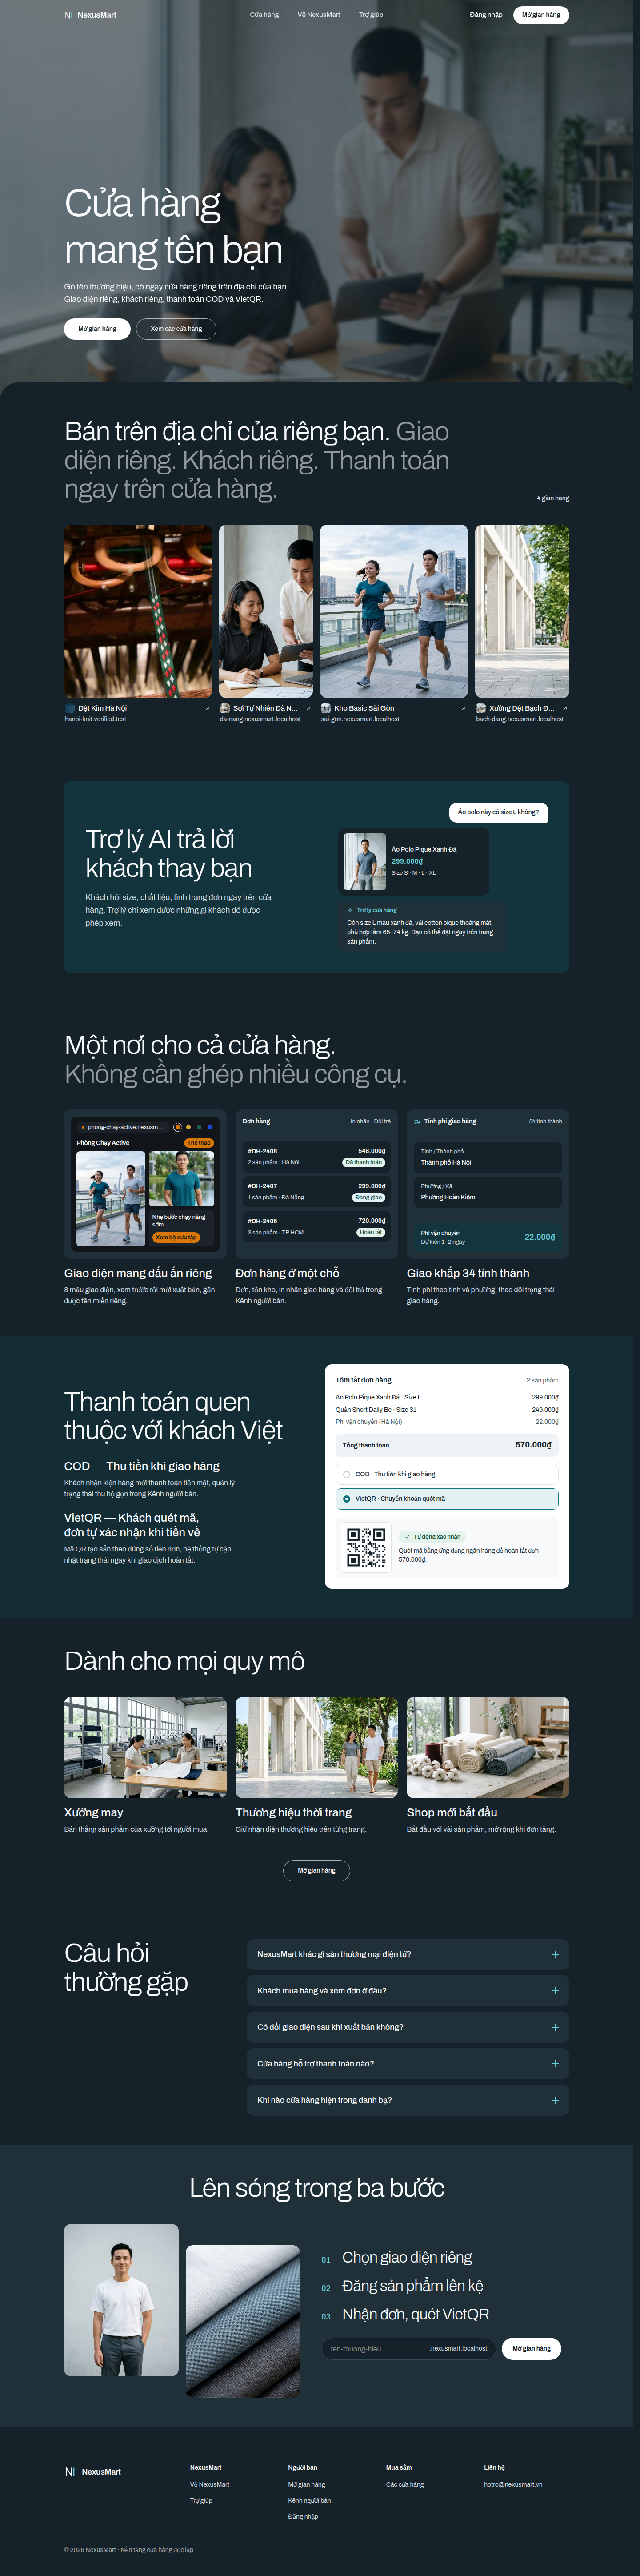 NexusMart
Cửa hàng
Về NexusMart
Trợ giúp
Đăng nhập
Mở gian hàng
Cửa hàng
mang tên bạn
Gõ tên thương hiệu, có ngay cửa hàng riêng trên địa chỉ của bạn.
Giao diện riêng, khách riêng, thanh toán COD và VietQR.
Mở gian hàng
Xem các cửa hàng
Bán trên địa chỉ của riêng bạn. Giao
diện riêng. Khách riêng. Thanh toán
ngay trên cửa hàng.
4 gian hàng
Dệt Kim Hà Nội
hanoi-knit.verified.test
Sợi Tự Nhiên Đà N...
da-nang.nexusmart.localhost
Kho Basic Sài Gòn
sai-gon.nexusmart.localhost
Xưởng Dệt Bạch Đ...
bach-dang.nexusmart.localhost
Trợ lý AI trả lời
khách thay bạn
Khách hỏi size, chất liệu, tình trạng đơn ngay trên cửa
hàng. Trợ lý chỉ xem được những gì khách đó được
phép xem.
Áo polo này có size L không?
Áo Polo Pique Xanh Đá
299.000₫
Size S · M · L · XL
Trợ lý cửa hàng
Còn size L màu xanh đá, vải cotton pique thoáng mát,
phù hợp tầm 65–74 kg. Bạn có thể đặt ngay trên trang
sản phẩm.
Một nơi cho cả cửa hàng.
Không cần ghép nhiều công cụ.
phong-chay-active.nexusm...
Phòng Chạy Active
Thể thao
Nhẹ bước chạy nắng
sớm
Xem bộ sưu tập
Giao diện mang dấu ấn riêng
8 mẫu giao diện, xem trước rồi mới xuất bản, gắn
được tên miền riêng.
Đơn hàng
In nhãn · Đổi trả
#DH-2408
548.000₫
2 sản phẩm · Hà Nội
Đã thanh toán
#DH-2407
299.000₫
1 sản phẩm · Đà Nẵng
Đang giao
#DH-2406
720.000₫
3 sản phẩm · TP.HCM
Hoàn tất
Đơn hàng ở một chỗ
Đơn, tồn kho, in nhãn giao hàng và đổi trả trong
Kênh người bán.
Tính phí giao hàng
34 tỉnh thành
Tỉnh / Thành phố
Thành phố Hà Nội
Phường / Xã
Phường Hoàn Kiếm
Phí vận chuyển
Dự kiến 1–2 ngày
22.000₫
Giao khắp 34 tỉnh thành
Tính phí theo tỉnh và phường, theo dõi trạng thái
giao hàng.
Thanh toán quen
thuộc với khách Việt
COD — Thu tiền khi giao hàng
Khách nhận kiện hàng mới thanh toán tiền mặt, quản lý
trạng thái thu hộ gọn trong Kênh người bán.
VietQR — Khách quét mã,
đơn tự xác nhận khi tiền về
Mã QR tạo sẵn theo đúng số tiền đơn, hệ thống tự cập
nhật trạng thái ngay khi giao dịch hoàn tất.
Tóm tắt đơn hàng
2 sản phẩm
Áo Polo Pique Xanh Đá · Size L
299.000₫
Quần Short Daily Be · Size 31
249.000₫
Phí vận chuyển (Hà Nội)
22.000₫
Tổng thanh toán
570.000₫
COD · Thu tiền khi giao hàng
VietQR · Chuyển khoản quét mã
Tự động xác nhận
Quét mã bằng ứng dụng ngân hàng để hoàn tất đơn
570.000₫.
Dành cho mọi quy mô
Xưởng may
Bán thẳng sản phẩm của xưởng tới người mua.
Thương hiệu thời trang
Giữ nhận diện thương hiệu trên từng trang.
Shop mới bắt đầu
Bắt đầu với vài sản phẩm, mở rộng khi đơn tăng.
Mở gian hàng
Câu hỏi
thường gặp
NexusMart khác gì sàn thương mại điện tử?
Khách mua hàng và xem đơn ở đâu?
Có đổi giao diện sau khi xuất bản không?
Cửa hàng hỗ trợ thanh toán nào?
Khi nào cửa hàng hiện trong danh bạ?
Lên sóng trong ba bước
01 Chọn giao diện riêng
02 Đăng sản phẩm lên kệ
03 Nhận đơn, quét VietQR
ten-thuong-hieu
.nexusmart.localhost
Mở gian hàng
NexusMart
NexusMart
Về NexusMart
Trợ giúp
Người bán
Mở gian hàng
Kênh người bán
Đăng nhập
Mua sắm
Các cửa hàng
Liên hệ
hotro@nexusmart.vn
© 2026 NexusMart · Nền tảng cửa hàng độc lập